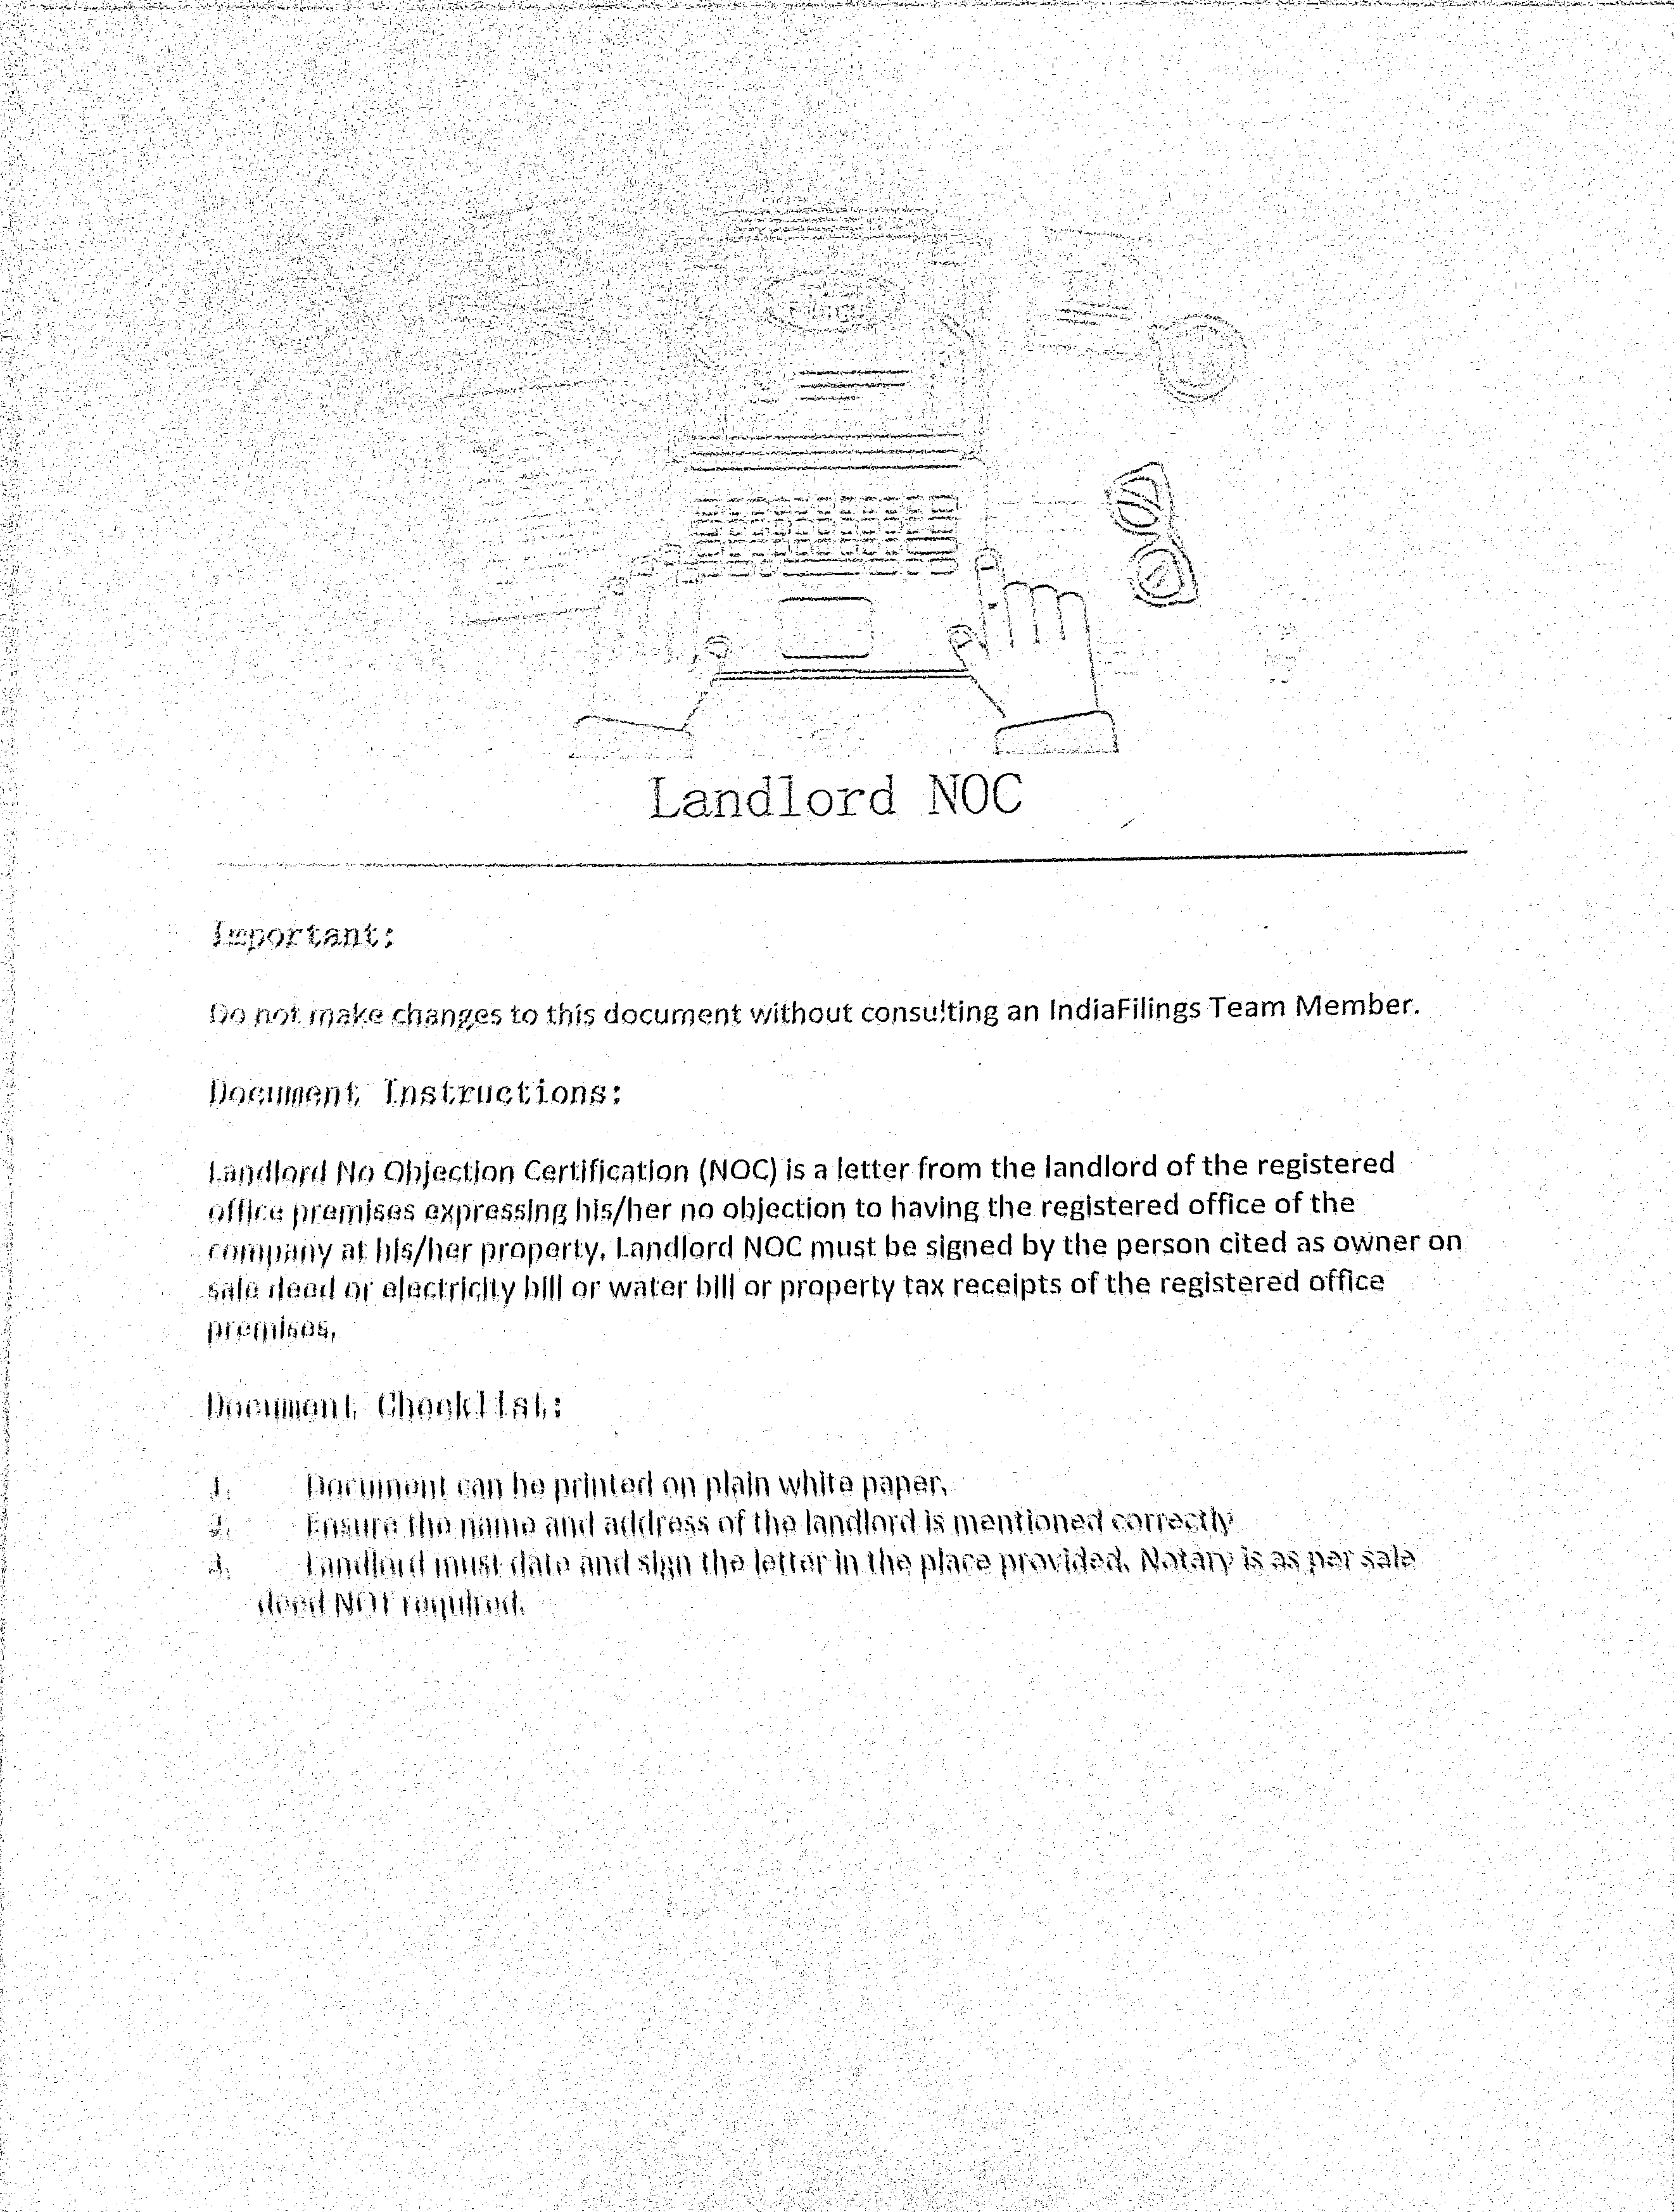 Landlord NOC
Important:
Do not make changes to this document without consulting an IndiaFilings Team Member.
Document Instructions:
Landlord No Objection Certification (NOC) is a letter from the landlord of the registered
office premises expressing his/her no objection to having the registered office of the
company at his/her property. Landlord NOC must be signed by the person cited as owner on
sale deed or electricity bill or water bill or property tax receipts of the registered office
premises.
Document Checklist:
1. Document can be printed on plain white paper.
2. Ensure the name and address of the landlord is mentioned correctly
3. Landlord must date and sign the letter in the place provided. Notary is as per sale
deed NOT required.